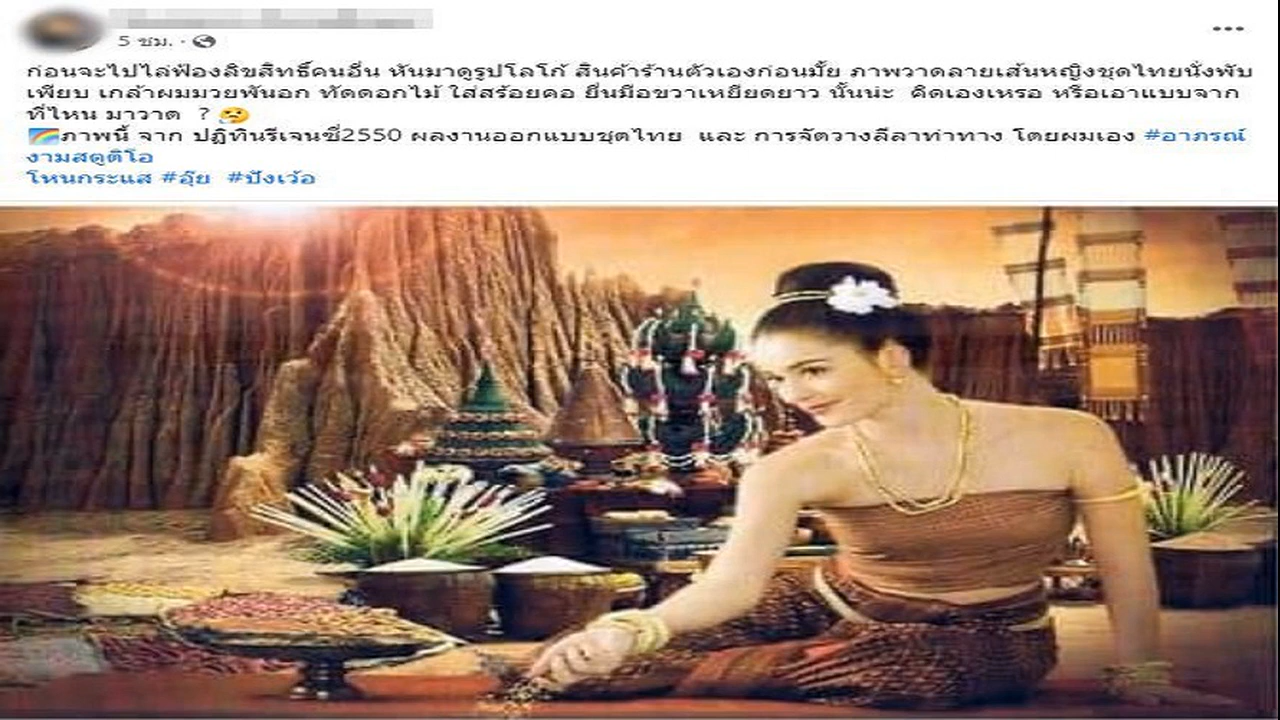 5 ชม.
ก่อนจะไปไล่ฟ้องลิขสิทธิ์คนอื่น หันมาดูรูปโลโก้ สินค้าร้านตัวเองก่อนมั้ย ภาพวาดลายเส้นหญิงชุดไทยนั่งพับ
เพียบ เกล้าผมมวยพันอก ทัดดอกไม้ ใส่สร้อยคอ ยื่นมือขวาเหยียดยาว นั้นน่ะ คิดเองเหรอ หรือเอาแบบจาก
ที่ไหน มาวาด ? 🤔
🌈ภาพนี้ จาก ปฏิทินรีเจนซี่2550 ผลงานออกแบบชุดไทย และ การจัดวางลีลาท่าทาง โดยผมเอง #อาภรณ์
งามสตูดิโอ
โหนกระแส #อุ๊ย #ปังเว้อ